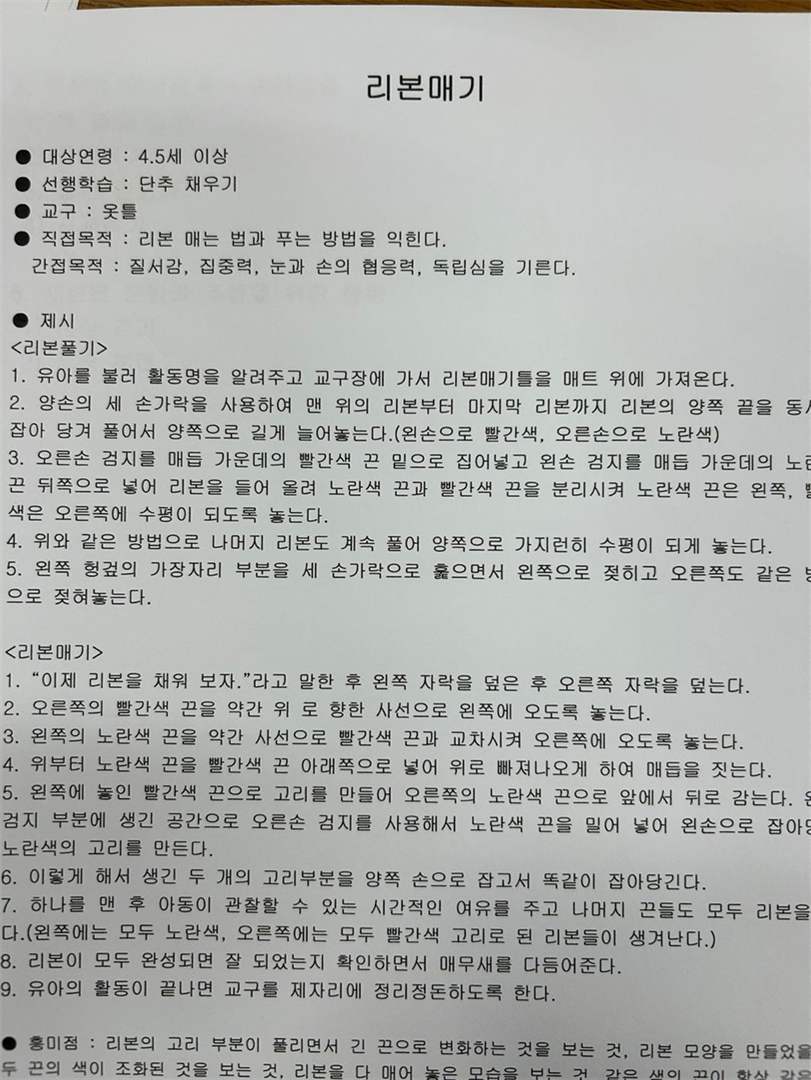 리본매기
● 대상연령 : 4.5세 이상
● 선행학습 : 단추 채우기
● 교구 : 옷틀
● 직접목적 : 리본 매는 법과 푸는 방법을 익힌다.
간접목적 : 질서감, 집중력, 눈과 손의 협응력, 독립심을 기른다.
● 제시
<리본풀기>
1. 유아를 불러 활동명을 알려주고 교구장에 가서 리본매기틀을 매트 위에 가져온다.
2. 양손의 세 손가락을 사용하여 맨 위의 리본부터 마지막 리본까지 리본의 양쪽 끝을
잡아 당겨 풀어서 양쪽으로 길게 늘어놓는다.(왼손으로 빨간색, 오른손으로 노란색)
3. 오른손 검지를 매듭 가운데의 빨간색 끈 밑으로 집어넣고 왼손 검지를 매듭 가운데의
끈 뒤쪽으로 넣어 리본을 들어 올려 노란색 끈과 빨간색 끈을 분리시켜 노란색 끈은 왼쪽,
색은 오른쪽에 수평이 되도록 놓는다.
4. 위와 같은 방법으로 나머지 리본도 계속 풀어 양쪽으로 가지런히 수평이 되게 놓는다.
5. 왼쪽 헝겊의 가장자리 부분을 세 손가락으로 훑으면서 왼쪽으로 젖히고 오른쪽도 같은
으로 젖혀놓는다.
<리본매기>
1. “이제 리본을 채워 보자.”라고 말한 후 왼쪽 자락을 덮은 후 오른쪽 자락을 덮는다.
2. 오른쪽의 빨간색 끈을 약간 위 로 향한 사선으로 왼쪽에 오도록 놓는다.
3. 왼쪽의 노란색 끈을 약간 사선으로 빨간색 끈과 교차시켜 오른쪽에 오도록 놓는다.
4. 위부터 노란색 끈을 빨간색 끈 아래쪽으로 넣어 위로 빠져나오게 하여 매듭을 짓는다.
5. 왼쪽에 놓인 빨간색 끈으로 고리를 만들어 오른쪽의 노란색 끈으로 앞에서 뒤로 감는다.
검지 부분에 생긴 공간으로 오른손 검지를 사용해서 노란색 끈을 밀어 넣어 왼손으로
노란색의 고리를 만든다.
6. 이렇게 해서 생긴 두 개의 고리부분을 양쪽 손으로 잡고서 똑같이 잡아당긴다.
7. 하나를 맨 후 아동이 관찰할 수 있는 시간적인 여유를 주고 나머지 끈들도 모두 리본을
다.(왼쪽에는 모두 노란색, 오른쪽에는 모두 빨간색 고리로 된 리본들이 생겨난다.)
8. 리본이 모두 완성되면 잘 되었는지 확인하면서 매무새를 다듬어준다.
9. 유아의 활동이 끝나면 교구를 제자리에 정리정돈하도록 한다.
● 흥미점 : 리본의 고리 부분이 풀리면서 긴 끈으로 변화하는 것을 보는 것, 리본 모양을 만들었을
두 끈의 색이 조화된 것을 보는 것, 리본을 다 매어 놓은 모습을 보는 것, 같은 색의 끈이 항상 같은